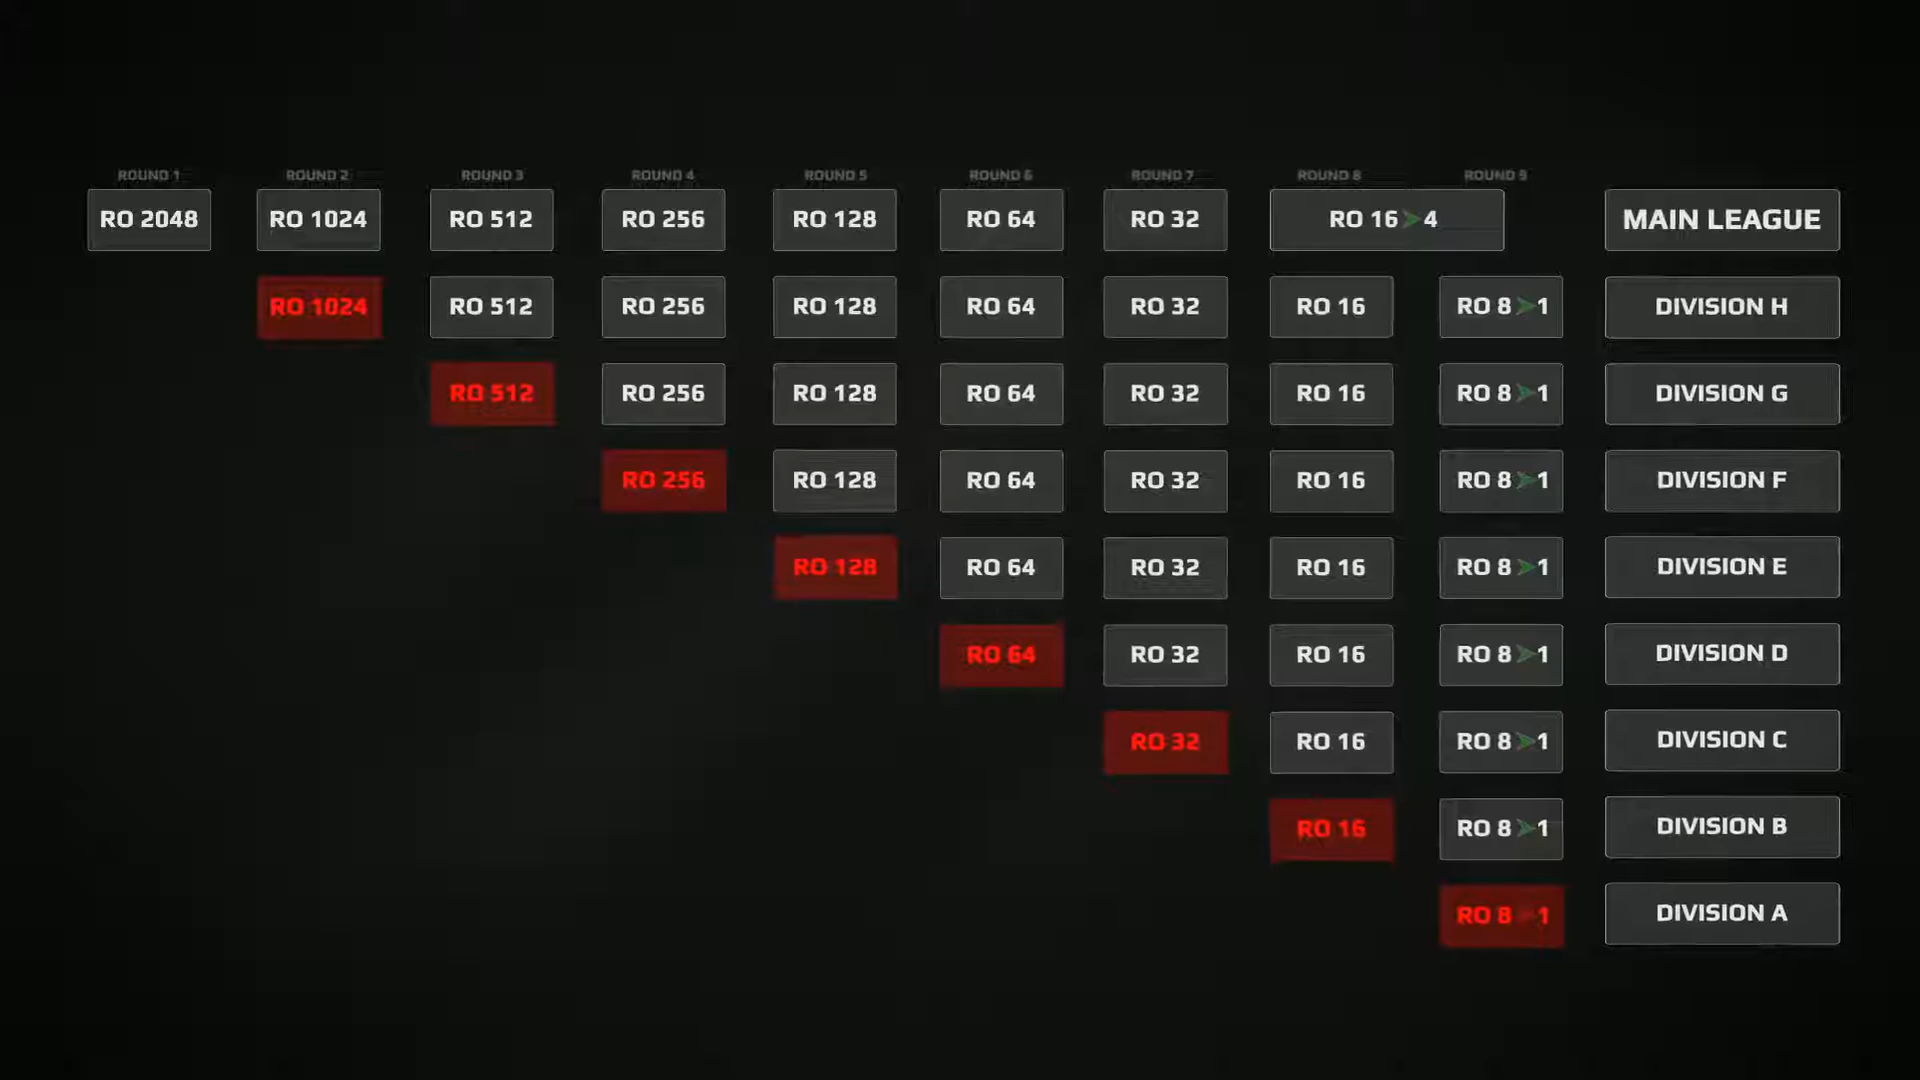 ROUND 1 ROUND 2 ROUND 3 ROUND 4 ROUND 5 ROUND 6 ROUND 7 ROUND 8 ROUND 9
RO 2048 RO 1024 RO 512 RO 256 RO 128 RO 64 RO 32 RO 16 > 4 MAIN LEAGUE
RO 1024 RO 512 RO 256 RO 128 RO 64 RO 32 RO 16 RO 8 > 1 DIVISION H
RO 512 RO 256 RO 128 RO 64 RO 32 RO 16 RO 8 > 1 DIVISION G
RO 256 RO 128 RO 64 RO 32 RO 16 RO 8 > 1 DIVISION F
RO 128 RO 64 RO 32 RO 16 RO 8 > 1 DIVISION E
RO 64 RO 32 RO 16 RO 8 > 1 DIVISION D
RO 32 RO 16 RO 8 > 1 DIVISION C
RO 16 RO 8 > 1 DIVISION B
RO 8 > 1 DIVISION A